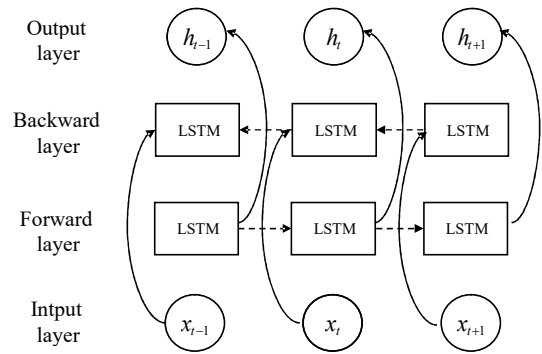 Output
layer
h_{t-1} h_t h_{t+1}
Backward
layer
LSTM LSTM LSTM
Forward
layer
LSTM LSTM LSTM
Intput
layer
x_{t-1} x_t x_{t+1}